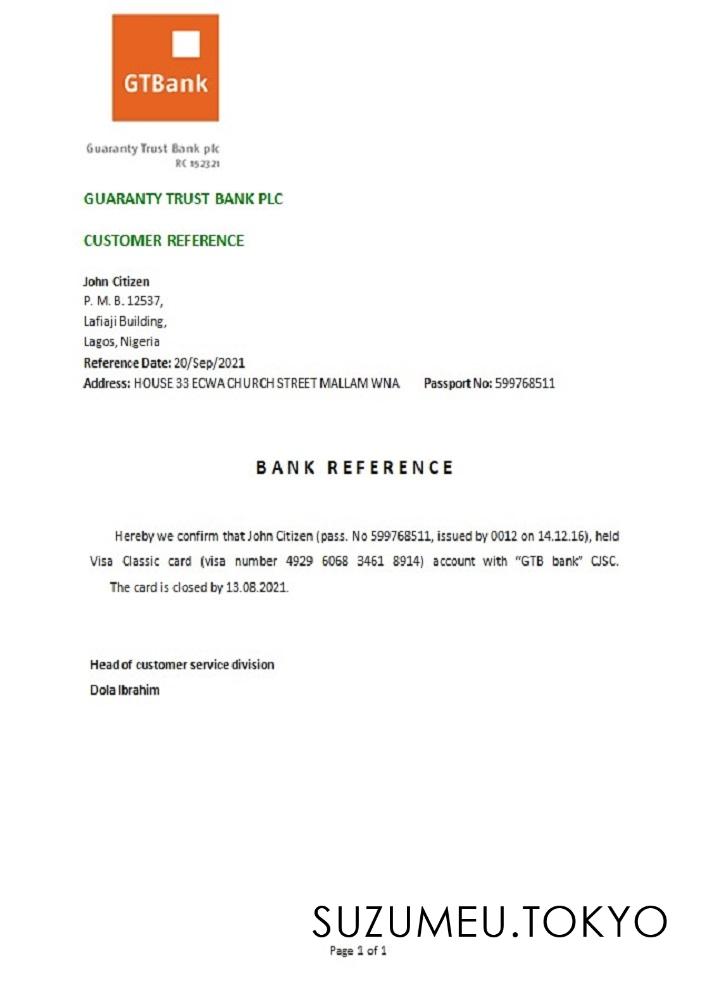 GTBank
Guaranty Trust Bank plc
RC 152321
GUARANTY TRUST BANK PLC
CUSTOMER REFERENCE
John Citizen
P. M. B. 12537,
Lafiaji Building,
Lagos, Nigeria
Reference Date: 20/Sep/2021
Address: HOUSE 33 ECWA CHURCH STREET MALLAM WNA Passport No: 599768511
BANK REFERENCE
Hereby we confirm that John Citizen (pass. No 599768511, issued by 0012 on 14.12.16), held
Visa Classic card (visa number 4929 6068 3461 8914) account with “GTB bank” CJSC.
The card is closed by 13.08.2021.
Head of customer service division
Dola Ibrahim
SUZUMEU.TOKYO
Page 1 of 1